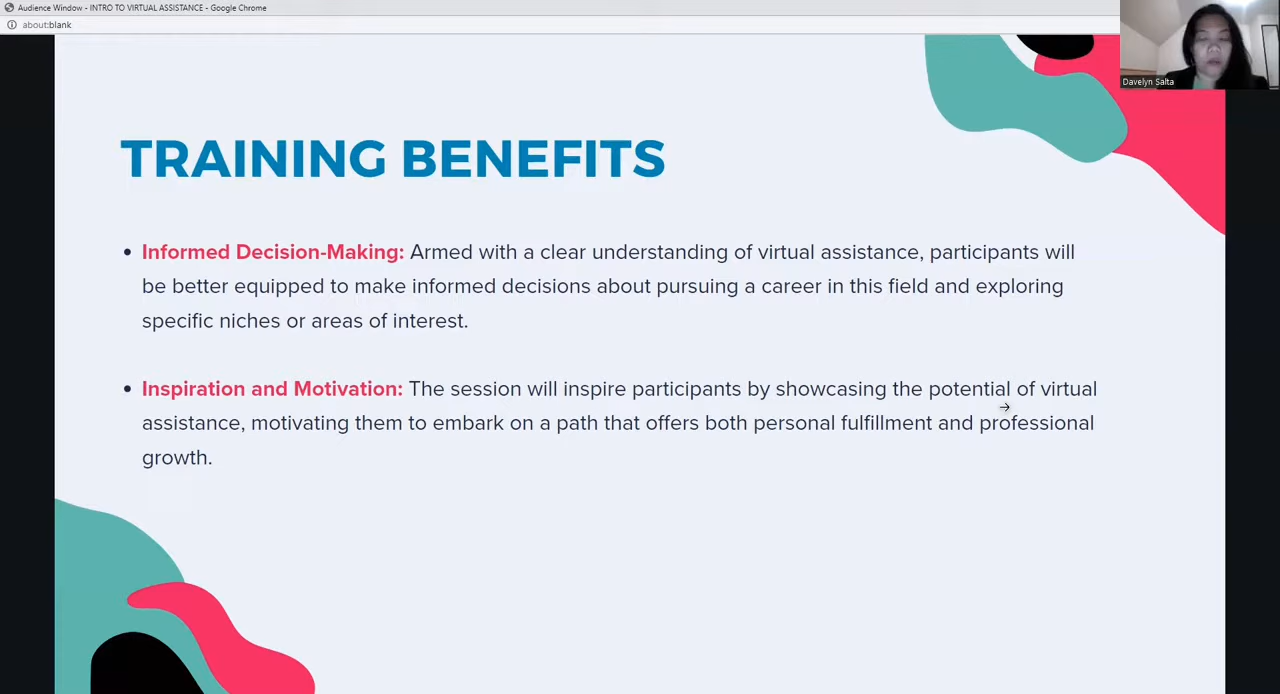 Audience Window - INTRO TO VIRTUAL ASSISTANCE - Google Chrome
about:blank
Davelyn Salta
TRAINING BENEFITS
• Informed Decision-Making: Armed with a clear understanding of virtual assistance, participants will
be better equipped to make informed decisions about pursuing a career in this field and exploring
specific niches or areas of interest.
• Inspiration and Motivation: The session will inspire participants by showcasing the potential of virtual
assistance, motivating them to embark on a path that offers both personal fulfillment and professional
growth.